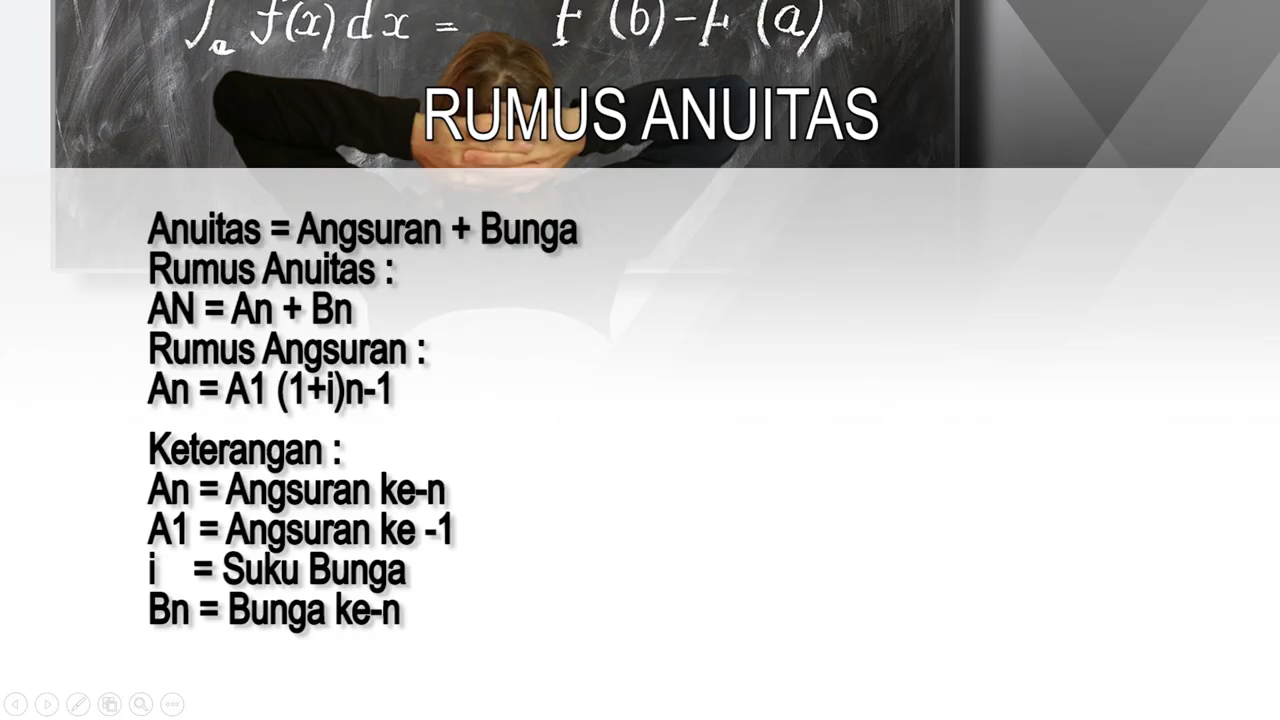 ∫a f(x) dx = F (b) - F (a)
RUMUS ANUITAS
Anuitas = Angsuran + Bunga
Rumus Anuitas :
AN = An + Bn
Rumus Angsuran :
An = A1 (1+i)n-1
Keterangan :
An = Angsuran ke-n
A1 = Angsuran ke -1
i = Suku Bunga
Bn = Bunga ke-n